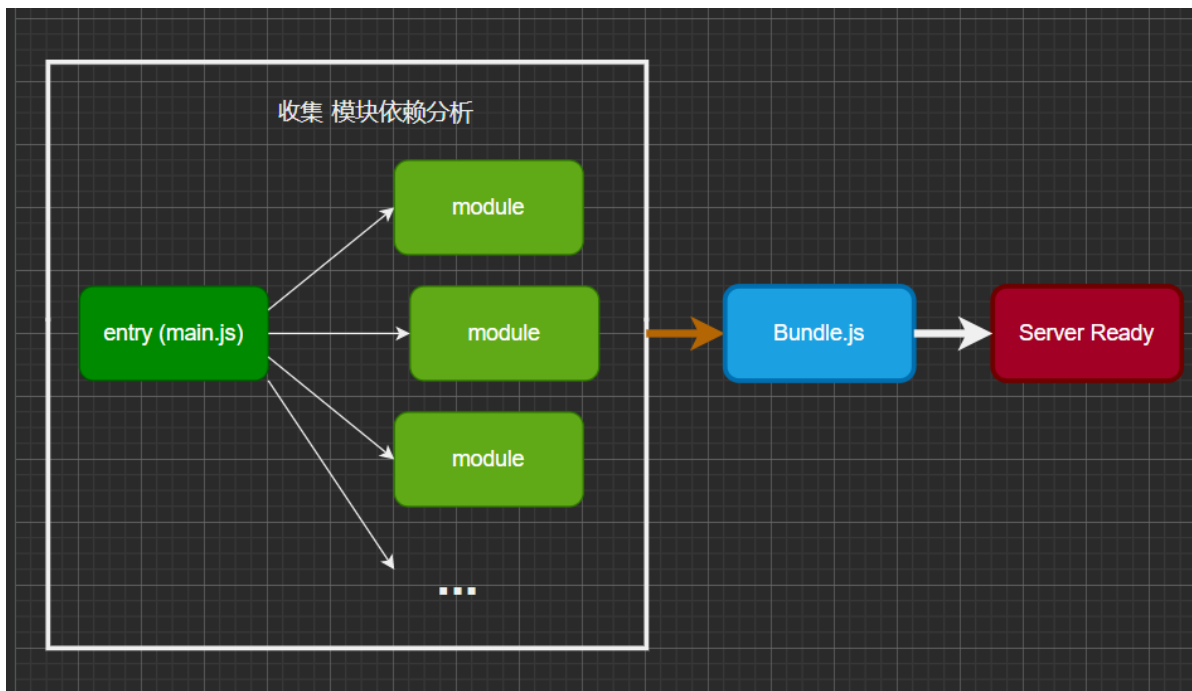 收集 模块依赖分析
module
entry (main.js)
module
Bundle.js
Server Ready
module
...